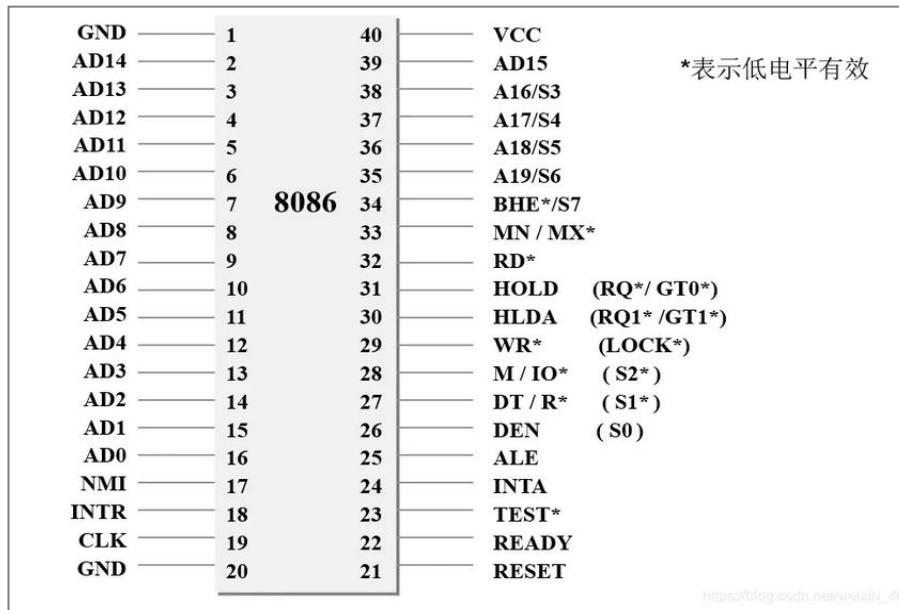 GND 1 40 VCC
AD14 2 39 AD15 *表示低电平有效
AD13 3 38 A16/S3
AD12 4 37 A17/S4
AD11 5 36 A18/S5
AD10 6 35 A19/S6
AD9 7 8086 34 BHE*/S7
AD8 8 33 MN / MX*
AD7 9 32 RD*
AD6 10 31 HOLD (RQ*/ GT0*)
AD5 11 30 HLDA (RQ1* /GT1*)
AD4 12 29 WR* (LOCK*)
AD3 13 28 M / IO* ( S2* )
AD2 14 27 DT / R* ( S1* )
AD1 15 26 DEN ( S0)
AD0 16 25 ALE
NMI 17 24 INTA
INTR 18 23 TEST*
CLK 19 22 READY
GND 20 21 RESET